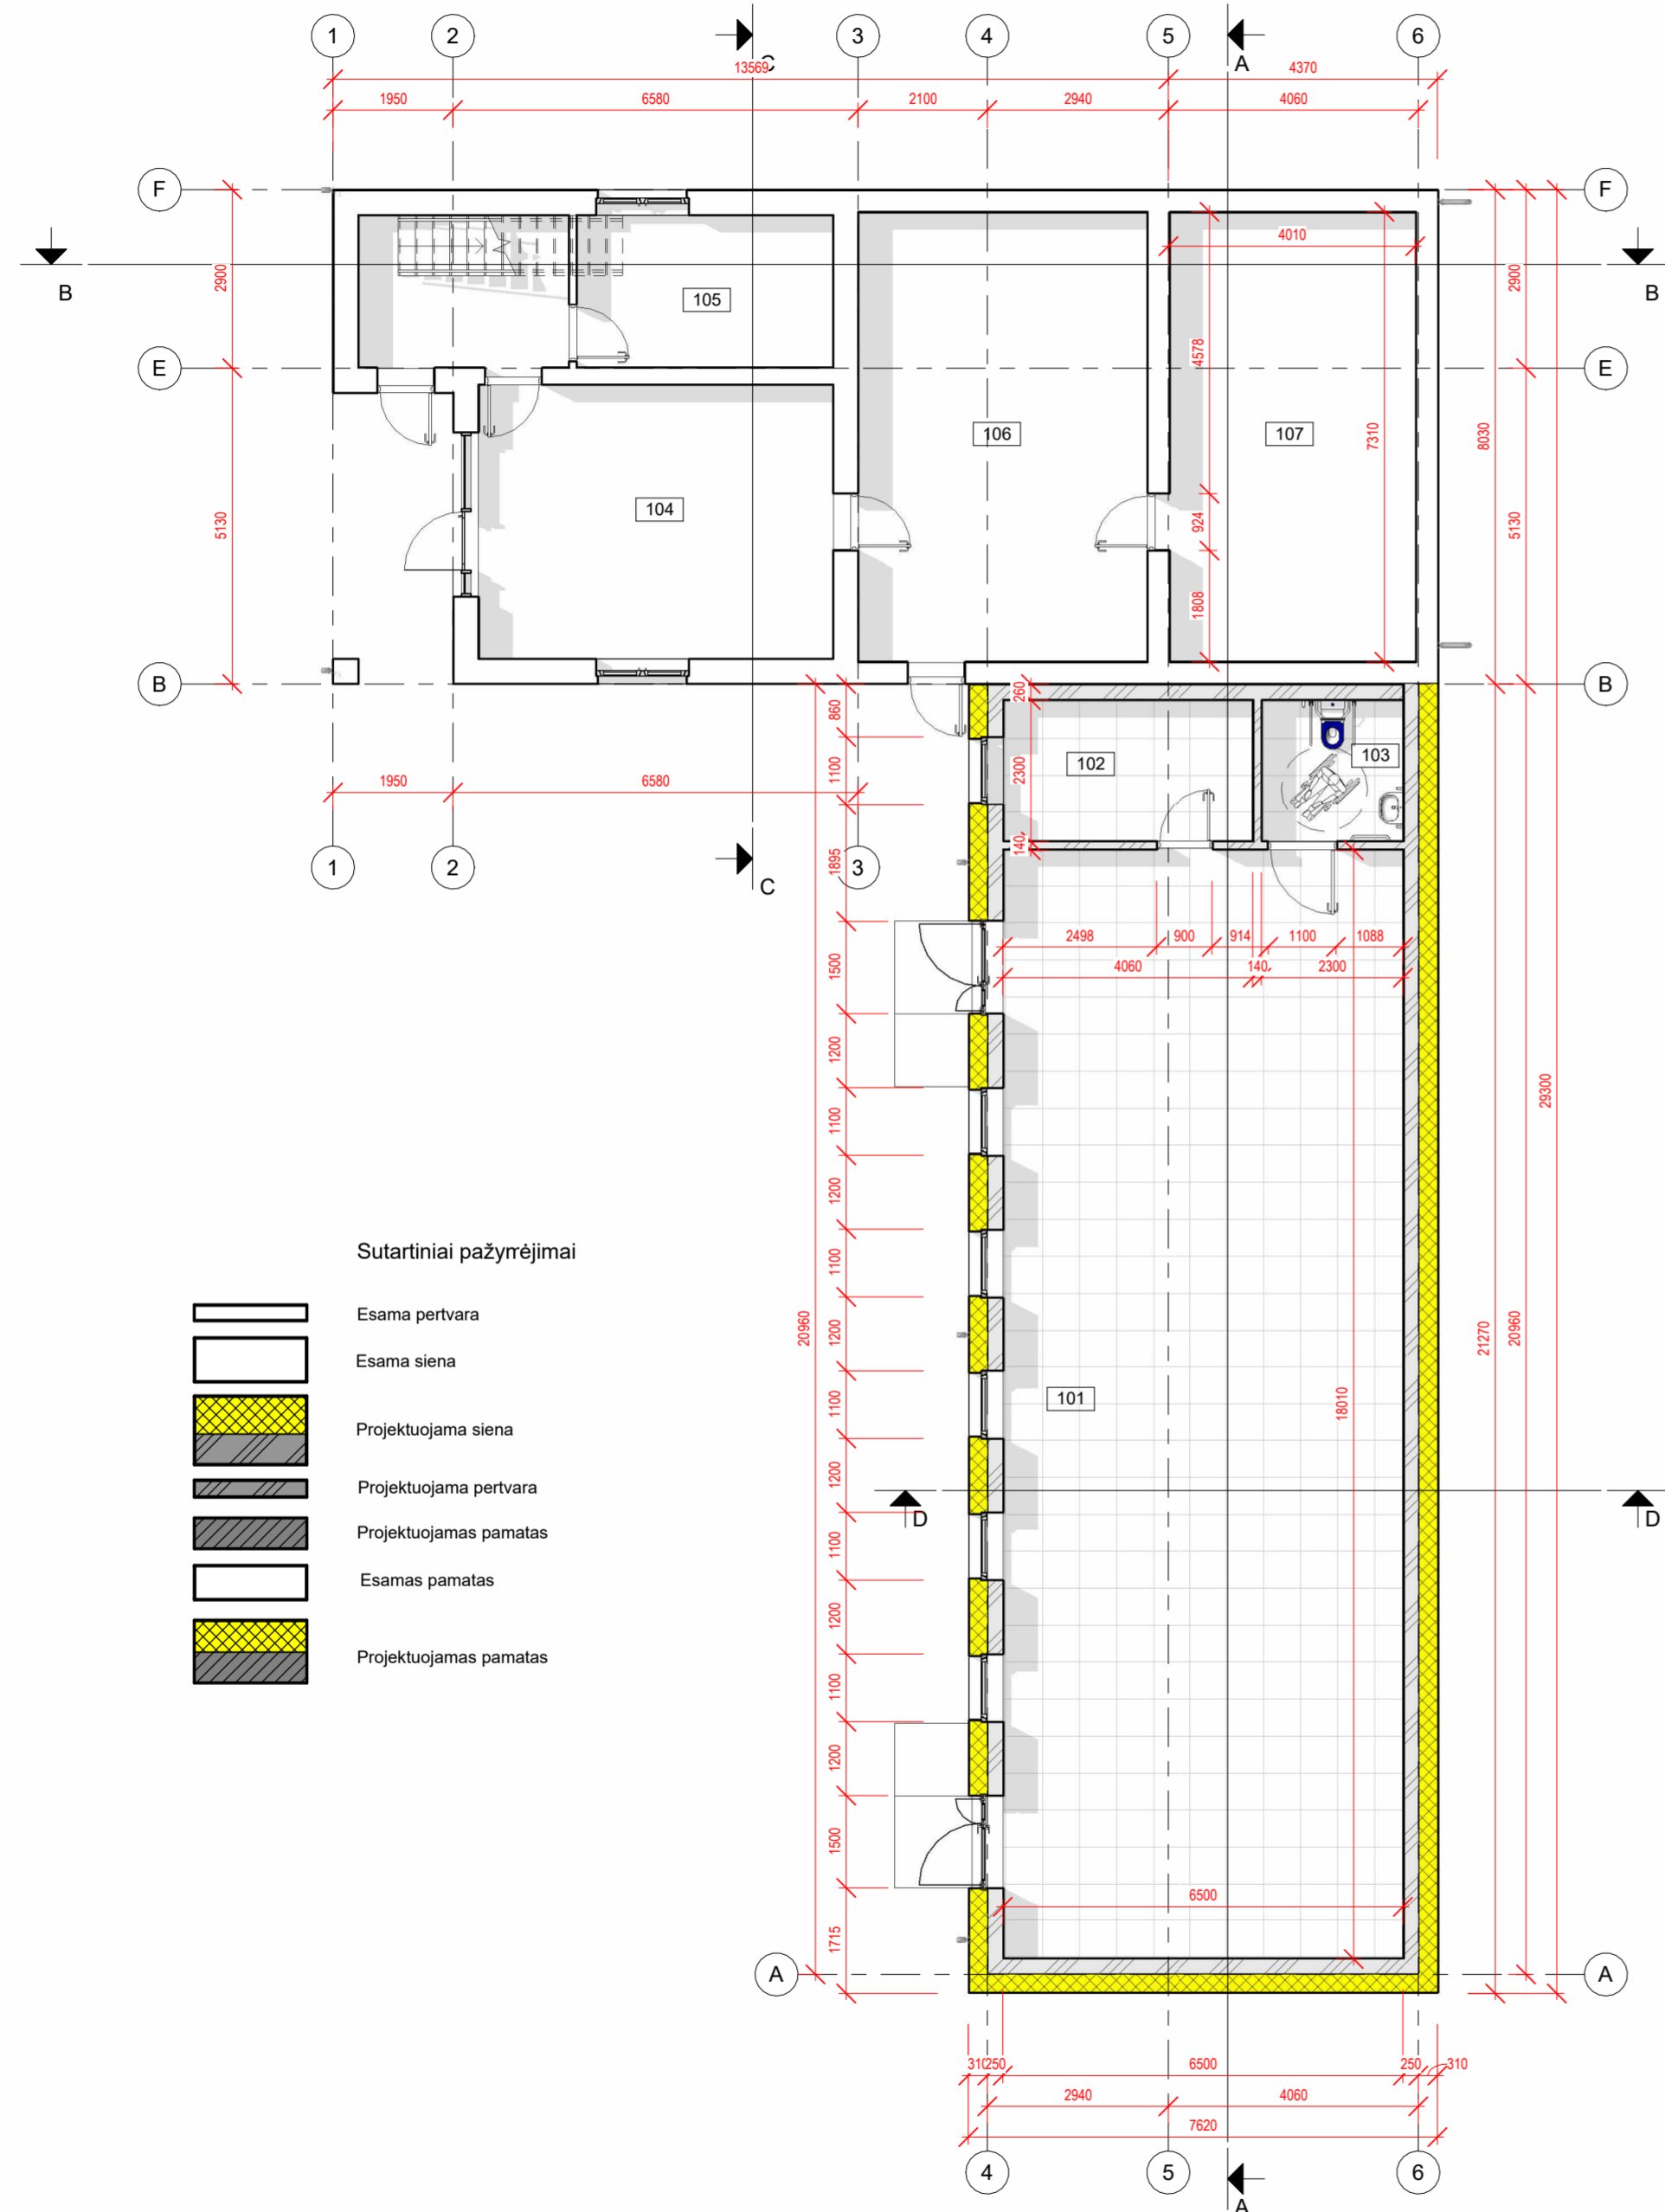 1 2 3 4 5 6
C A
13569 4370
1950 6580 2100 2940 4060
F F
4010
B B
2900 105 2900
E E
4578
106 107 7310 8030
104
5130 924 5130
1808
B B
260
860
102 103
1950 6580 1100 2300
140
1 2 3
1895
C
2498 900 914 1100 1088
4060 140 2300
1500
1200
29300
1100
1200
Sutartiniai pažymėjimai
1100
Esama pertvara
20960 1200 21270 20960
Esama siena
1100 101 18010
Projektuojama siena
1200
Projektuojama pertvara
D D
Projektuojamas pamatas
1100
Esamas pamatas
1200
Projektuojamas pamatas
1100
1200
1500
6500
1715
A A
310 250 6500 250 310
2940 4060
7620
4 5 6
A